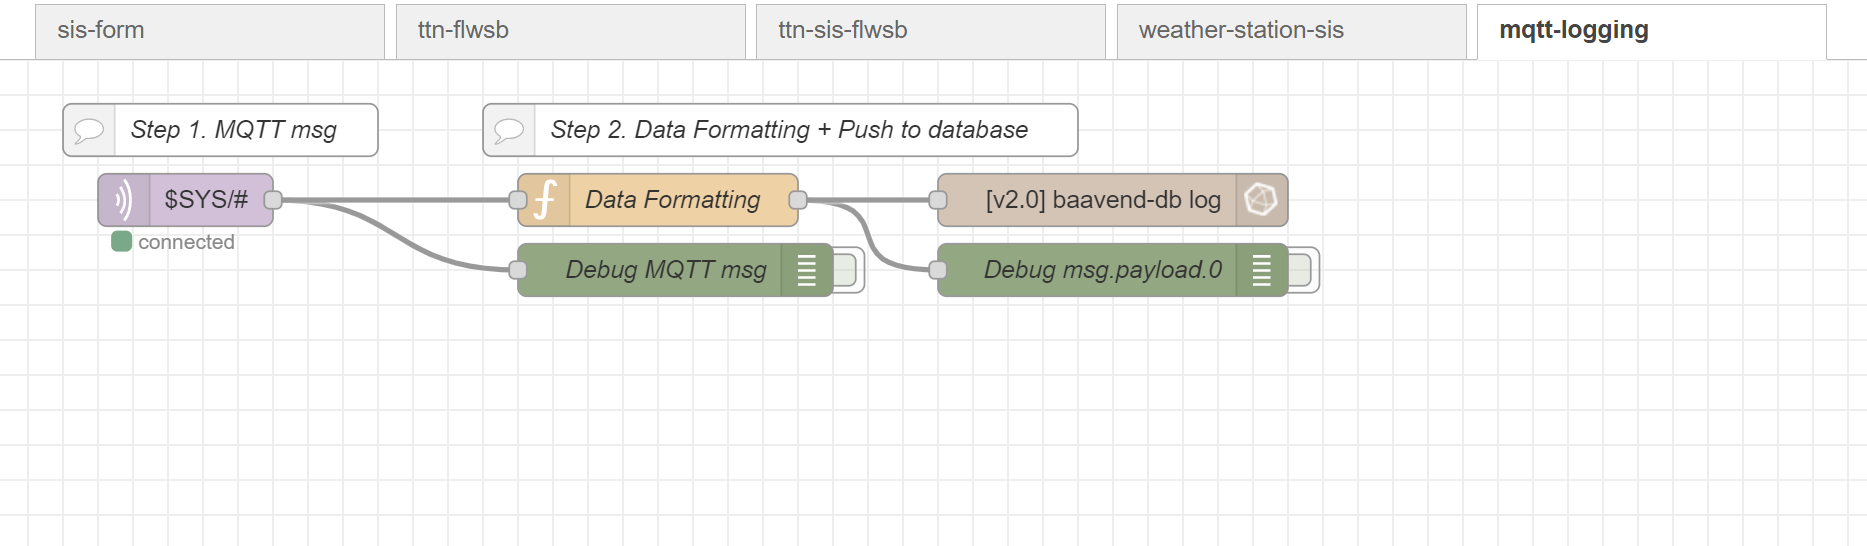 sis-form
ttn-flwsb
ttn-sis-flwsb
weather-station-sis
mqtt-logging
Step 1. MQTT msg
Step 2. Data Formatting + Push to database
$SYS/#
Data Formatting
[v2.0] baavend-db log
connected
Debug MQTT msg
Debug msg.payload.0